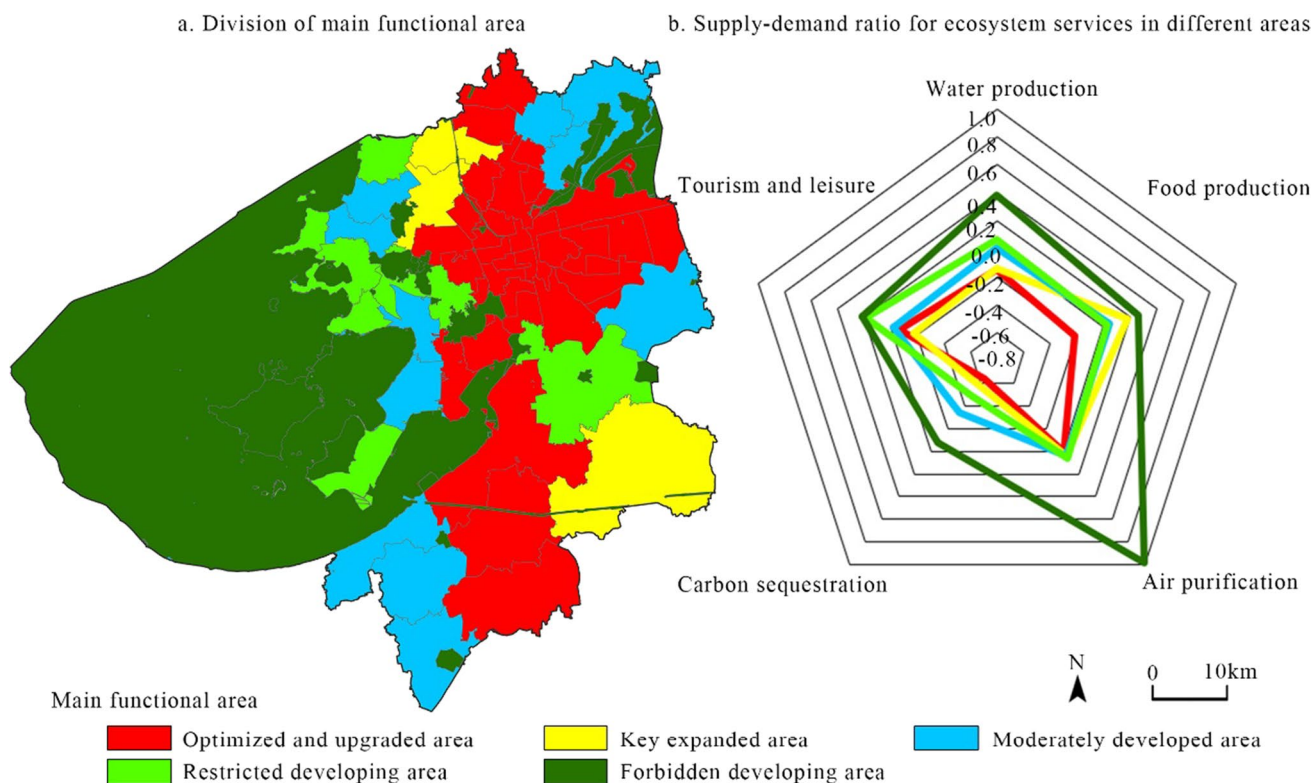 a. Division of main functional area
b. Supply-demand ratio for ecosystem services in different areas
Water production
1.0
0.8
0.6
0.4
0.2
0.0
-0.2
-0.4
-0.6
-0.8
Tourism and leisure
Food production
Carbon sequestration
Air purification
N
0 10km
Main functional area
Optimized and upgraded area
Key expanded area
Moderately developed area
Restricted developing area
Forbidden developing area